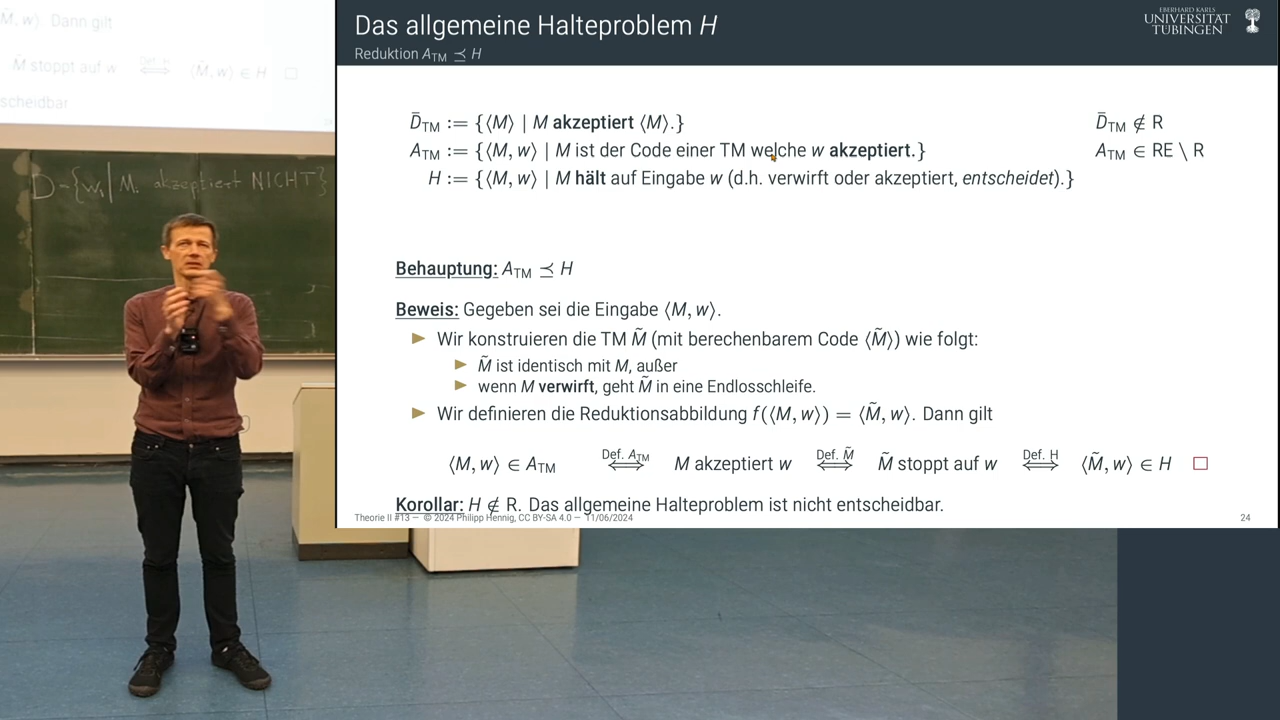 , w⟩. Dann gilt
M̃ stoppt auf w ⟺ Def. H ⟨M̃, w⟩ ∈ H □
scheidbar
D={wᵢ| Mᵢ akzeptiert NICHT}
Das allgemeine Halteproblem H
Reduktion A_TM ⪯ H
EBERHARD KARLS
UNIVERSITÄT
TÜBINGEN
D̄_TM := {⟨M⟩ | M akzeptiert ⟨M⟩.} D̄_TM ∉ R
A_TM := {⟨M, w⟩ | M ist der Code einer TM welche w akzeptiert.} A_TM ∈ RE \ R
H := {⟨M, w⟩ | M hält auf Eingabe w (d.h. verwirft oder akzeptiert, entscheidet).}
Behauptung: A_TM ⪯ H
Beweis: Gegeben sei die Eingabe ⟨M, w⟩.
▶ Wir konstruieren die TM M̃ (mit berechenbarem Code ⟨M̃⟩) wie folgt:
▶ M̃ ist identisch mit M, außer
▶ wenn M verwirft, geht M̃ in eine Endlosschleife.
▶ Wir definieren die Reduktionsabbildung f(⟨M, w⟩) = ⟨M̃, w⟩. Dann gilt
⟨M, w⟩ ∈ A_TM ⟺ Def. A_TM M akzeptiert w ⟺ Def. M̃ M̃ stoppt auf w ⟺ Def. H ⟨M̃, w⟩ ∈ H □
Korollar: H ∉ R. Das allgemeine Halteproblem ist nicht entscheidbar.
Theorie II #13 — © 2024 Philipp Hennig, CC BY-SA 4.0 — 11/06/2024 24